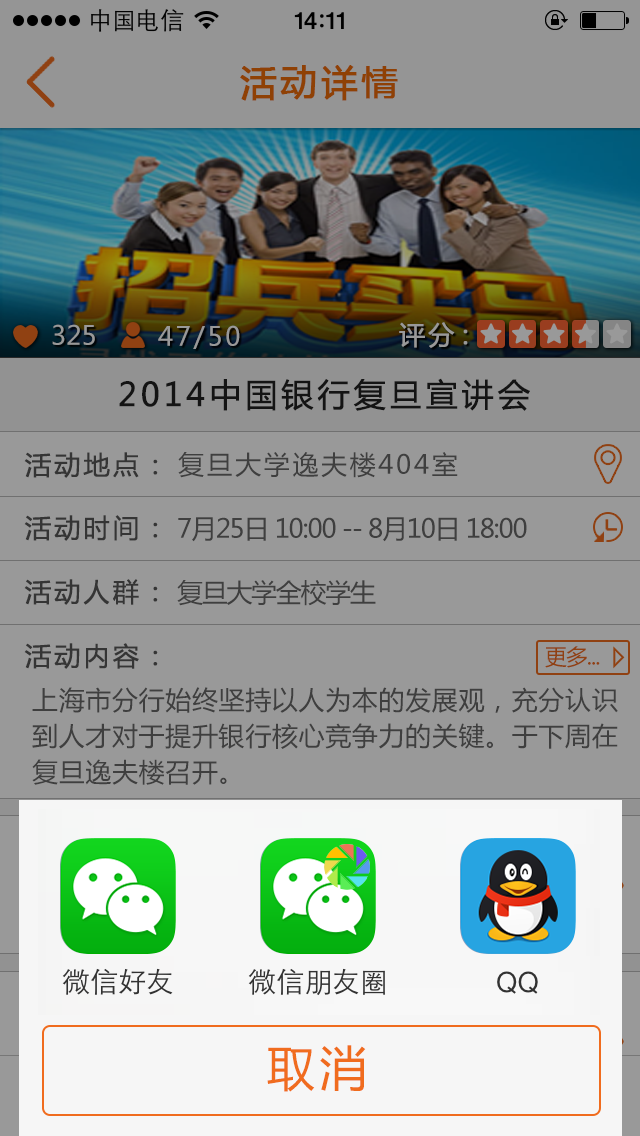 中国电信 14:11
活动详情
招兵买马
325 47/50 评分：
2014中国银行复旦宣讲会
活动地点： 复旦大学逸夫楼404室
活动时间： 7月25日 10:00 -- 8月10日 18:00
活动人群： 复旦大学全校学生
活动内容： 更多...
上海市分行始终坚持以人为本的发展观，充分认识
到人才对于提升银行核心竞争力的关键。于下周在
复旦逸夫楼召开。
微信好友 微信朋友圈 QQ
取消